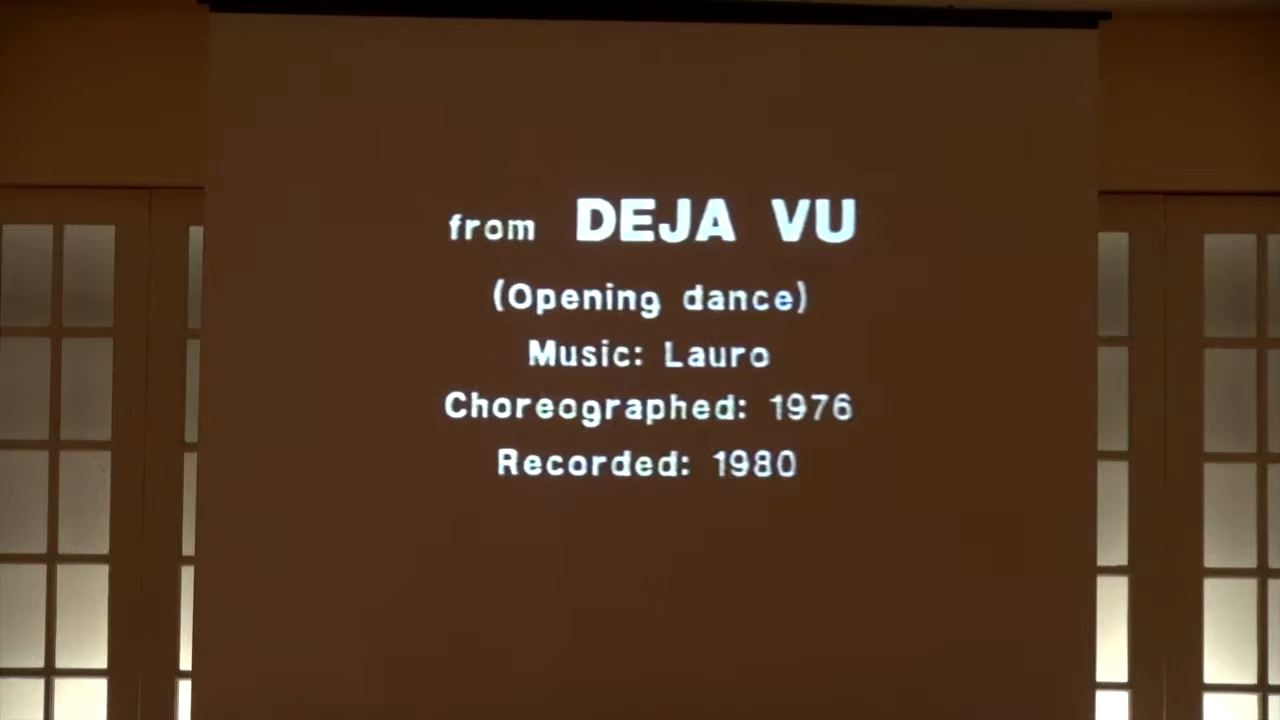 from DEJA VU
(Opening dance)
Music: Lauro
Choreographed: 1976
Recorded: 1980